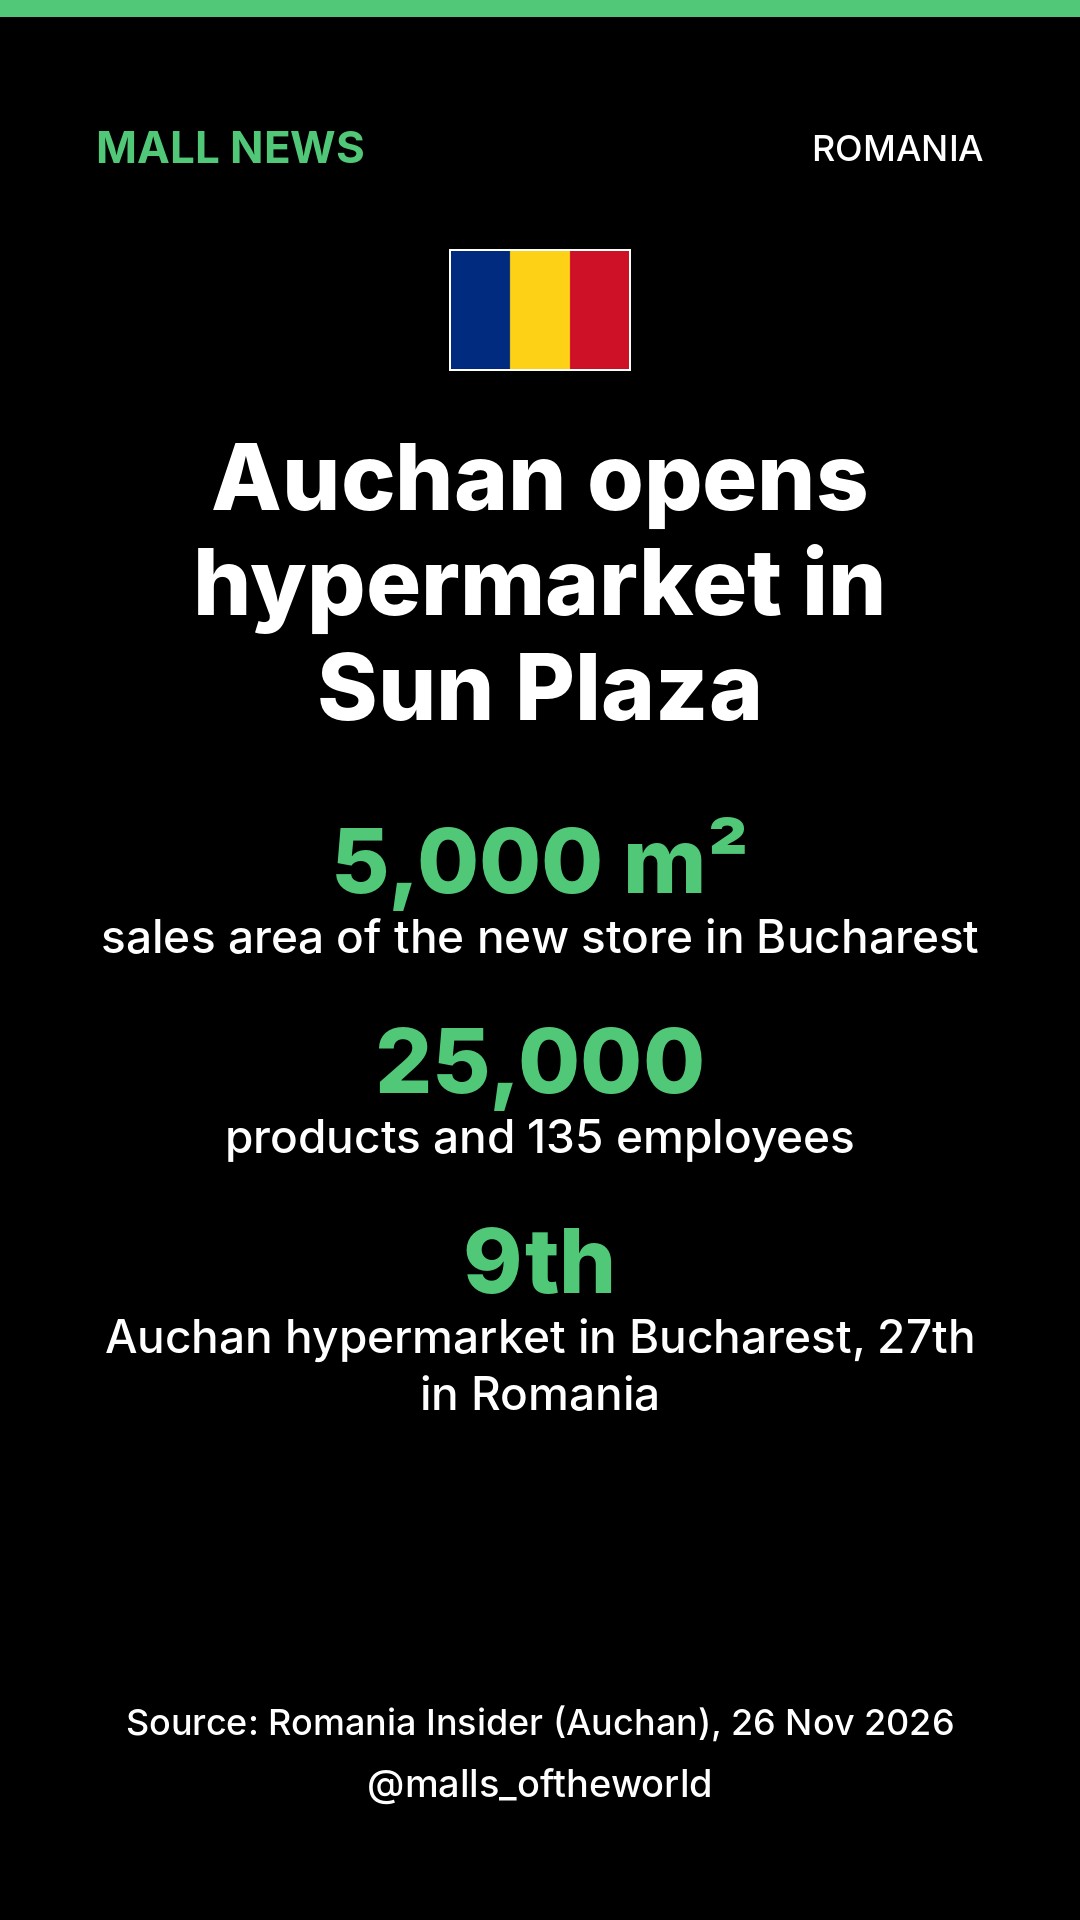 MALL NEWS
ROMANIA
Auchan opens
hypermarket in
Sun Plaza
5,000 m²
sales area of the new store in Bucharest
25,000
products and 135 employees
9th
Auchan hypermarket in Bucharest, 27th
in Romania
Source: Romania Insider (Auchan), 26 Nov 2026
@malls_oftheworld